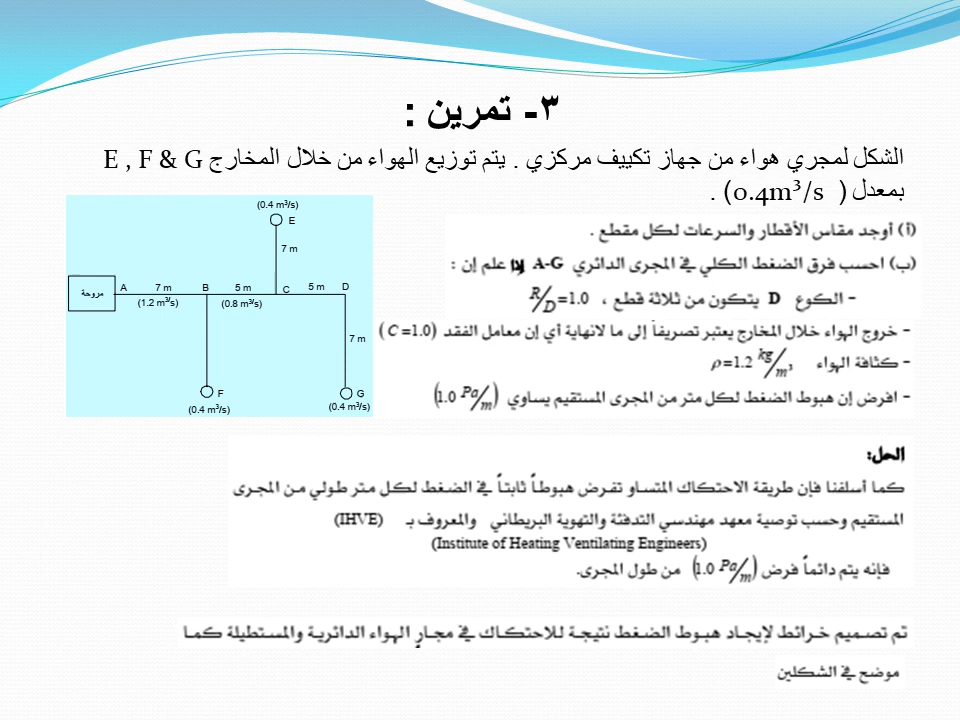 ٣- تمرين :
الشكل لمجري هواء من جهاز تكييف مركزي . يتم توزيع الهواء من خلال المخارج E , F & G
بمعدل ( 0.4m³/s ) .
(0.4 m³/s)
E
7 m
مروحة
A
7 m
B
5 m
C
5 m
D
(1.2 m³/s)
(0.8 m³/s)
7 m
F
G
(0.4 m³/s)
(0.4 m³/s)
(أ) أوجد مقاس الأقطار والسرعات لكل مقطع .
(ب) احسب فرق الضغط الكلي في المجرى الدائري A-G إذا علم إن :
- الكوع D يتكون من ثلاثة قطع ، R/D=1.0
- خروج الهواء خلال المخارج يعتبر تصريفاً إلى ما لانهاية أي إن معامل الفقد (C=1.0)
- كثافة الهواء ρ=1.2 kg/m³
- افرض إن هبوط الضغط لكل متر من المجرى المستقيم يساوي (1.0 Pa/m)
الحل:
كما أسلفنا فإن طريقة الاحتكاك المتساو تفرض هبوطاً ثابتاً في الضغط لكل متر طولي من المجرى
المستقيم وحسب توصية معهد مهندسي التدفئة والتهوية البريطاني والمعروف بـ (IHVE)
(Institute of Heating Ventilating Engineers)
فإنه يتم دائماً فرض (1.0 Pa/m) من طول المجرى.
تم تصميم خرائط لإيجاد هبوط الضغط نتيجة للاحتكاك في مجارٍ الهواء الدائرية والمستطيلة كما
موضح في الشكلين